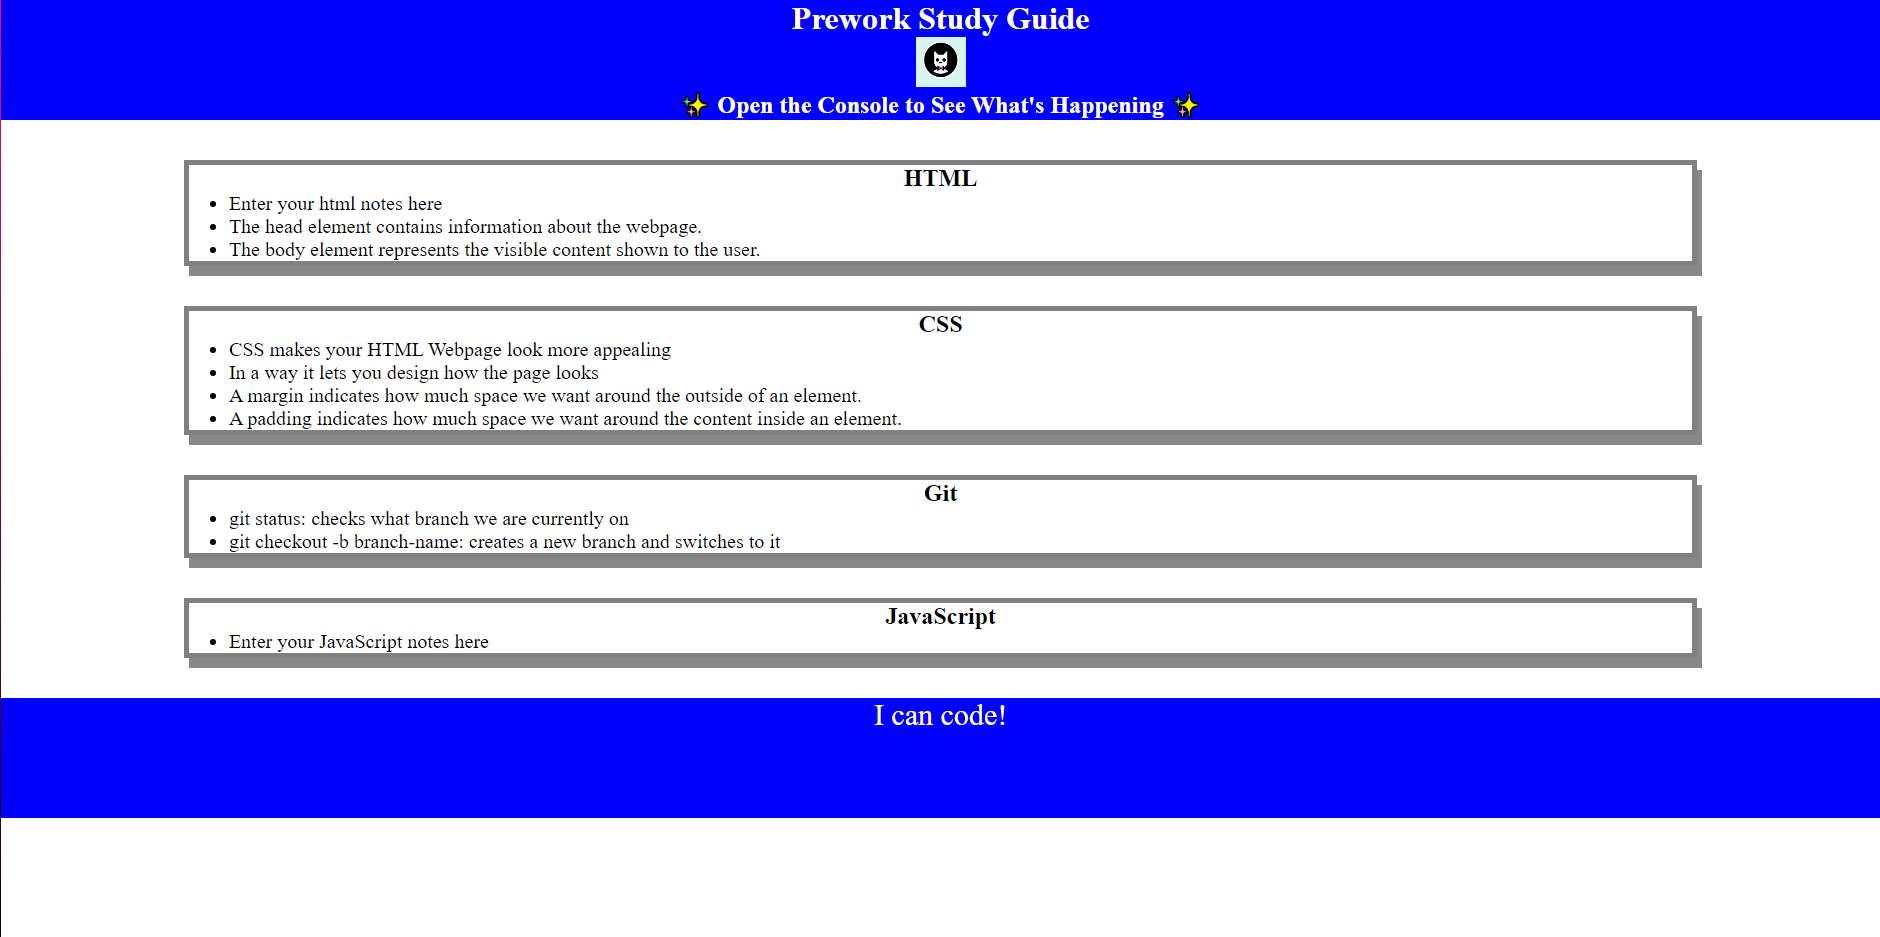 Prework Study Guide
✨ Open the Console to See What's Happening ✨
HTML
• Enter your html notes here
• The head element contains information about the webpage.
• The body element represents the visible content shown to the user.
CSS
• CSS makes your HTML Webpage look more appealing
• In a way it lets you design how the page looks
• A margin indicates how much space we want around the outside of an element.
• A padding indicates how much space we want around the content inside an element.
Git
• git status: checks what branch we are currently on
• git checkout -b branch-name: creates a new branch and switches to it
JavaScript
• Enter your JavaScript notes here
I can code!